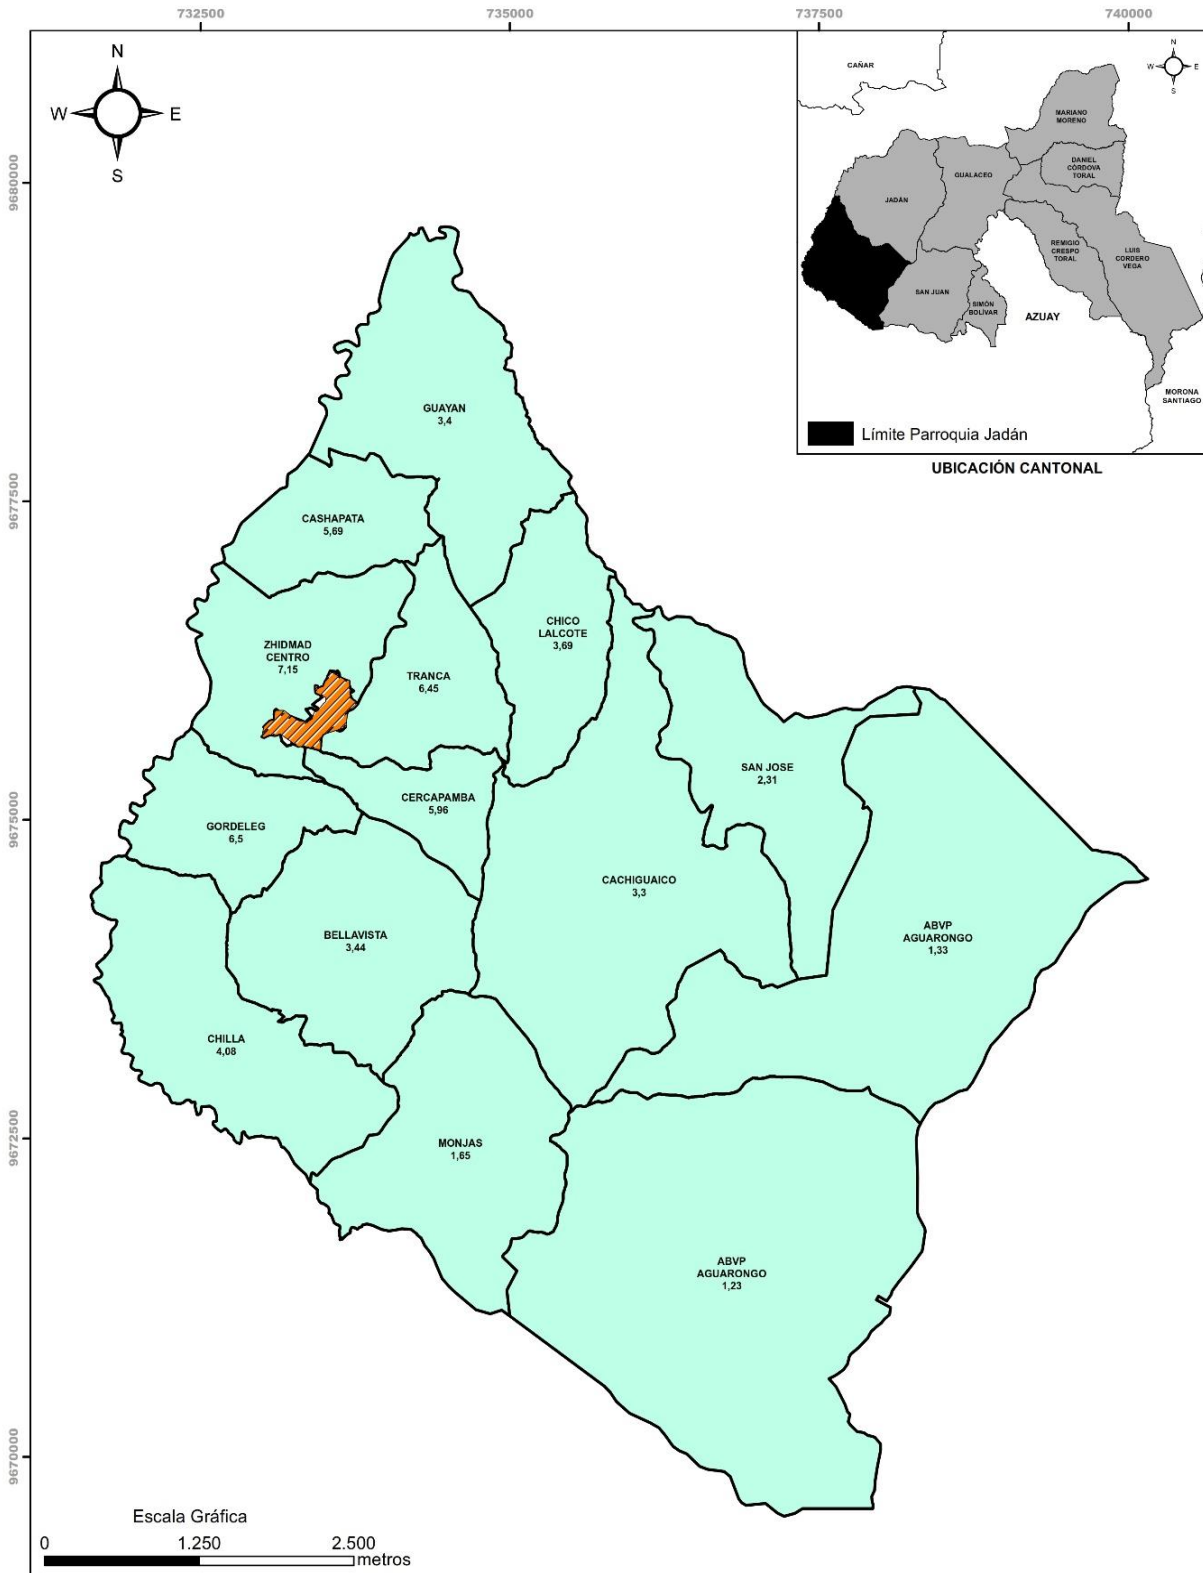 732500
735000
737500
740000
N
W
E
S
9680000
9677500
9675000
9672500
9670000
CAÑAR
N
W
E
S
MARIANO
MORENO
DANIEL
CÓRDOVA
TORAL
GUALACEO
JADÁN
REMIGIO
CRESPO
TORAL
LUIS
CORDERO
VEGA
SAN JUAN
SIMÓN
BOLÍVAR
AZUAY
MORONA
SANTIAGO
Límite Parroquia Jadán
UBICACIÓN CANTONAL
GUAYAN
3,4
CASHAPATA
5,69
CHICO
LALCOTE
3,69
ZHIDMAD
CENTRO
7,15
TRANCA
6,45
SAN JOSE
2,31
CERCAPAMBA
5,96
GORDELEG
6,5
CACHIGUAICO
3,3
BELLAVISTA
3,44
ABVP
AGUARONGO
1,33
CHILLA
4,08
MONJAS
1,65
ABVP
AGUARONGO
1,23
Escala Gráfica
0
1.250
2.500
metros